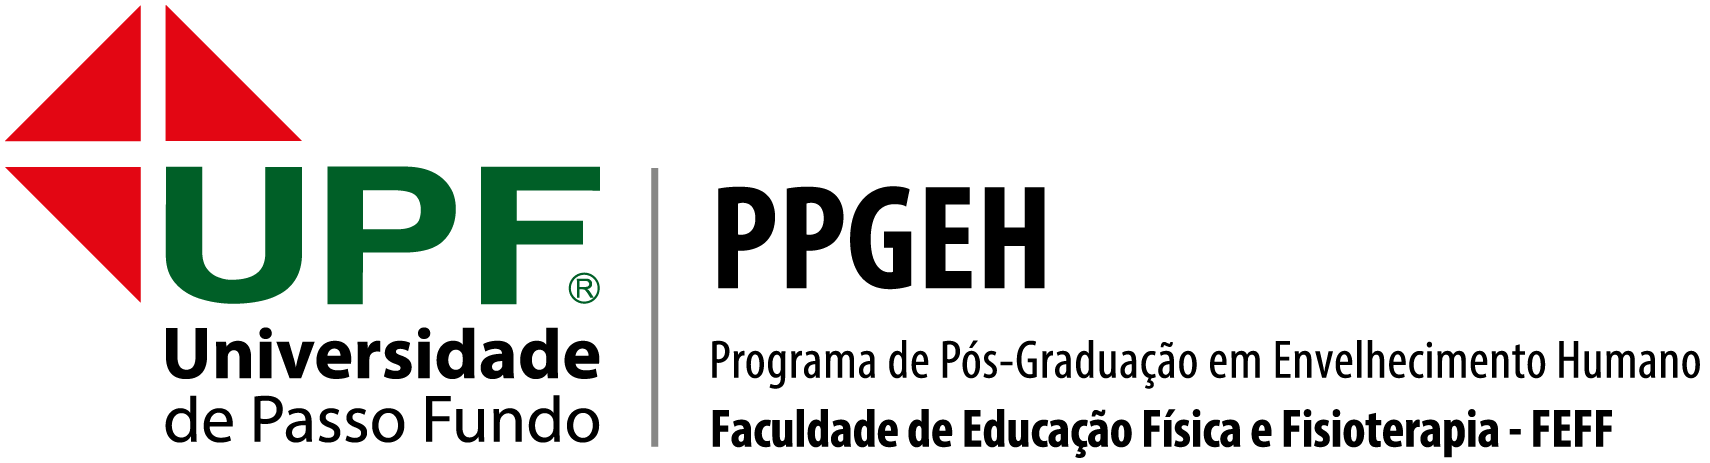 UPF®
Universidade
de Passo Fundo
PPGEH
Programa de Pós-Graduação em Envelhecimento Humano
Faculdade de Educação Física e Fisioterapia - FEFF